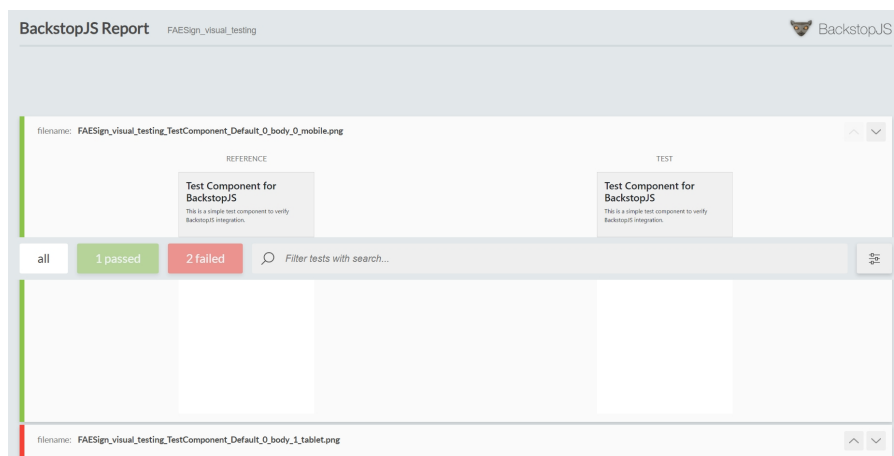 BackstopJS Report FAESign_visual_testing BackstopJS
filename: FAESign_visual_testing_TestComponent_Default_0_body_0_mobile.png
REFERENCE TEST
Test Component for Test Component for
BackstopJS BackstopJS
This is a simple test component to verify This is a simple test component to verify
BackstopJS integration. BackstopJS integration.
all 1 passed 2 failed Filter tests with search...
filename: FAESign_visual_testing_TestComponent_Default_0_body_1_tablet.png